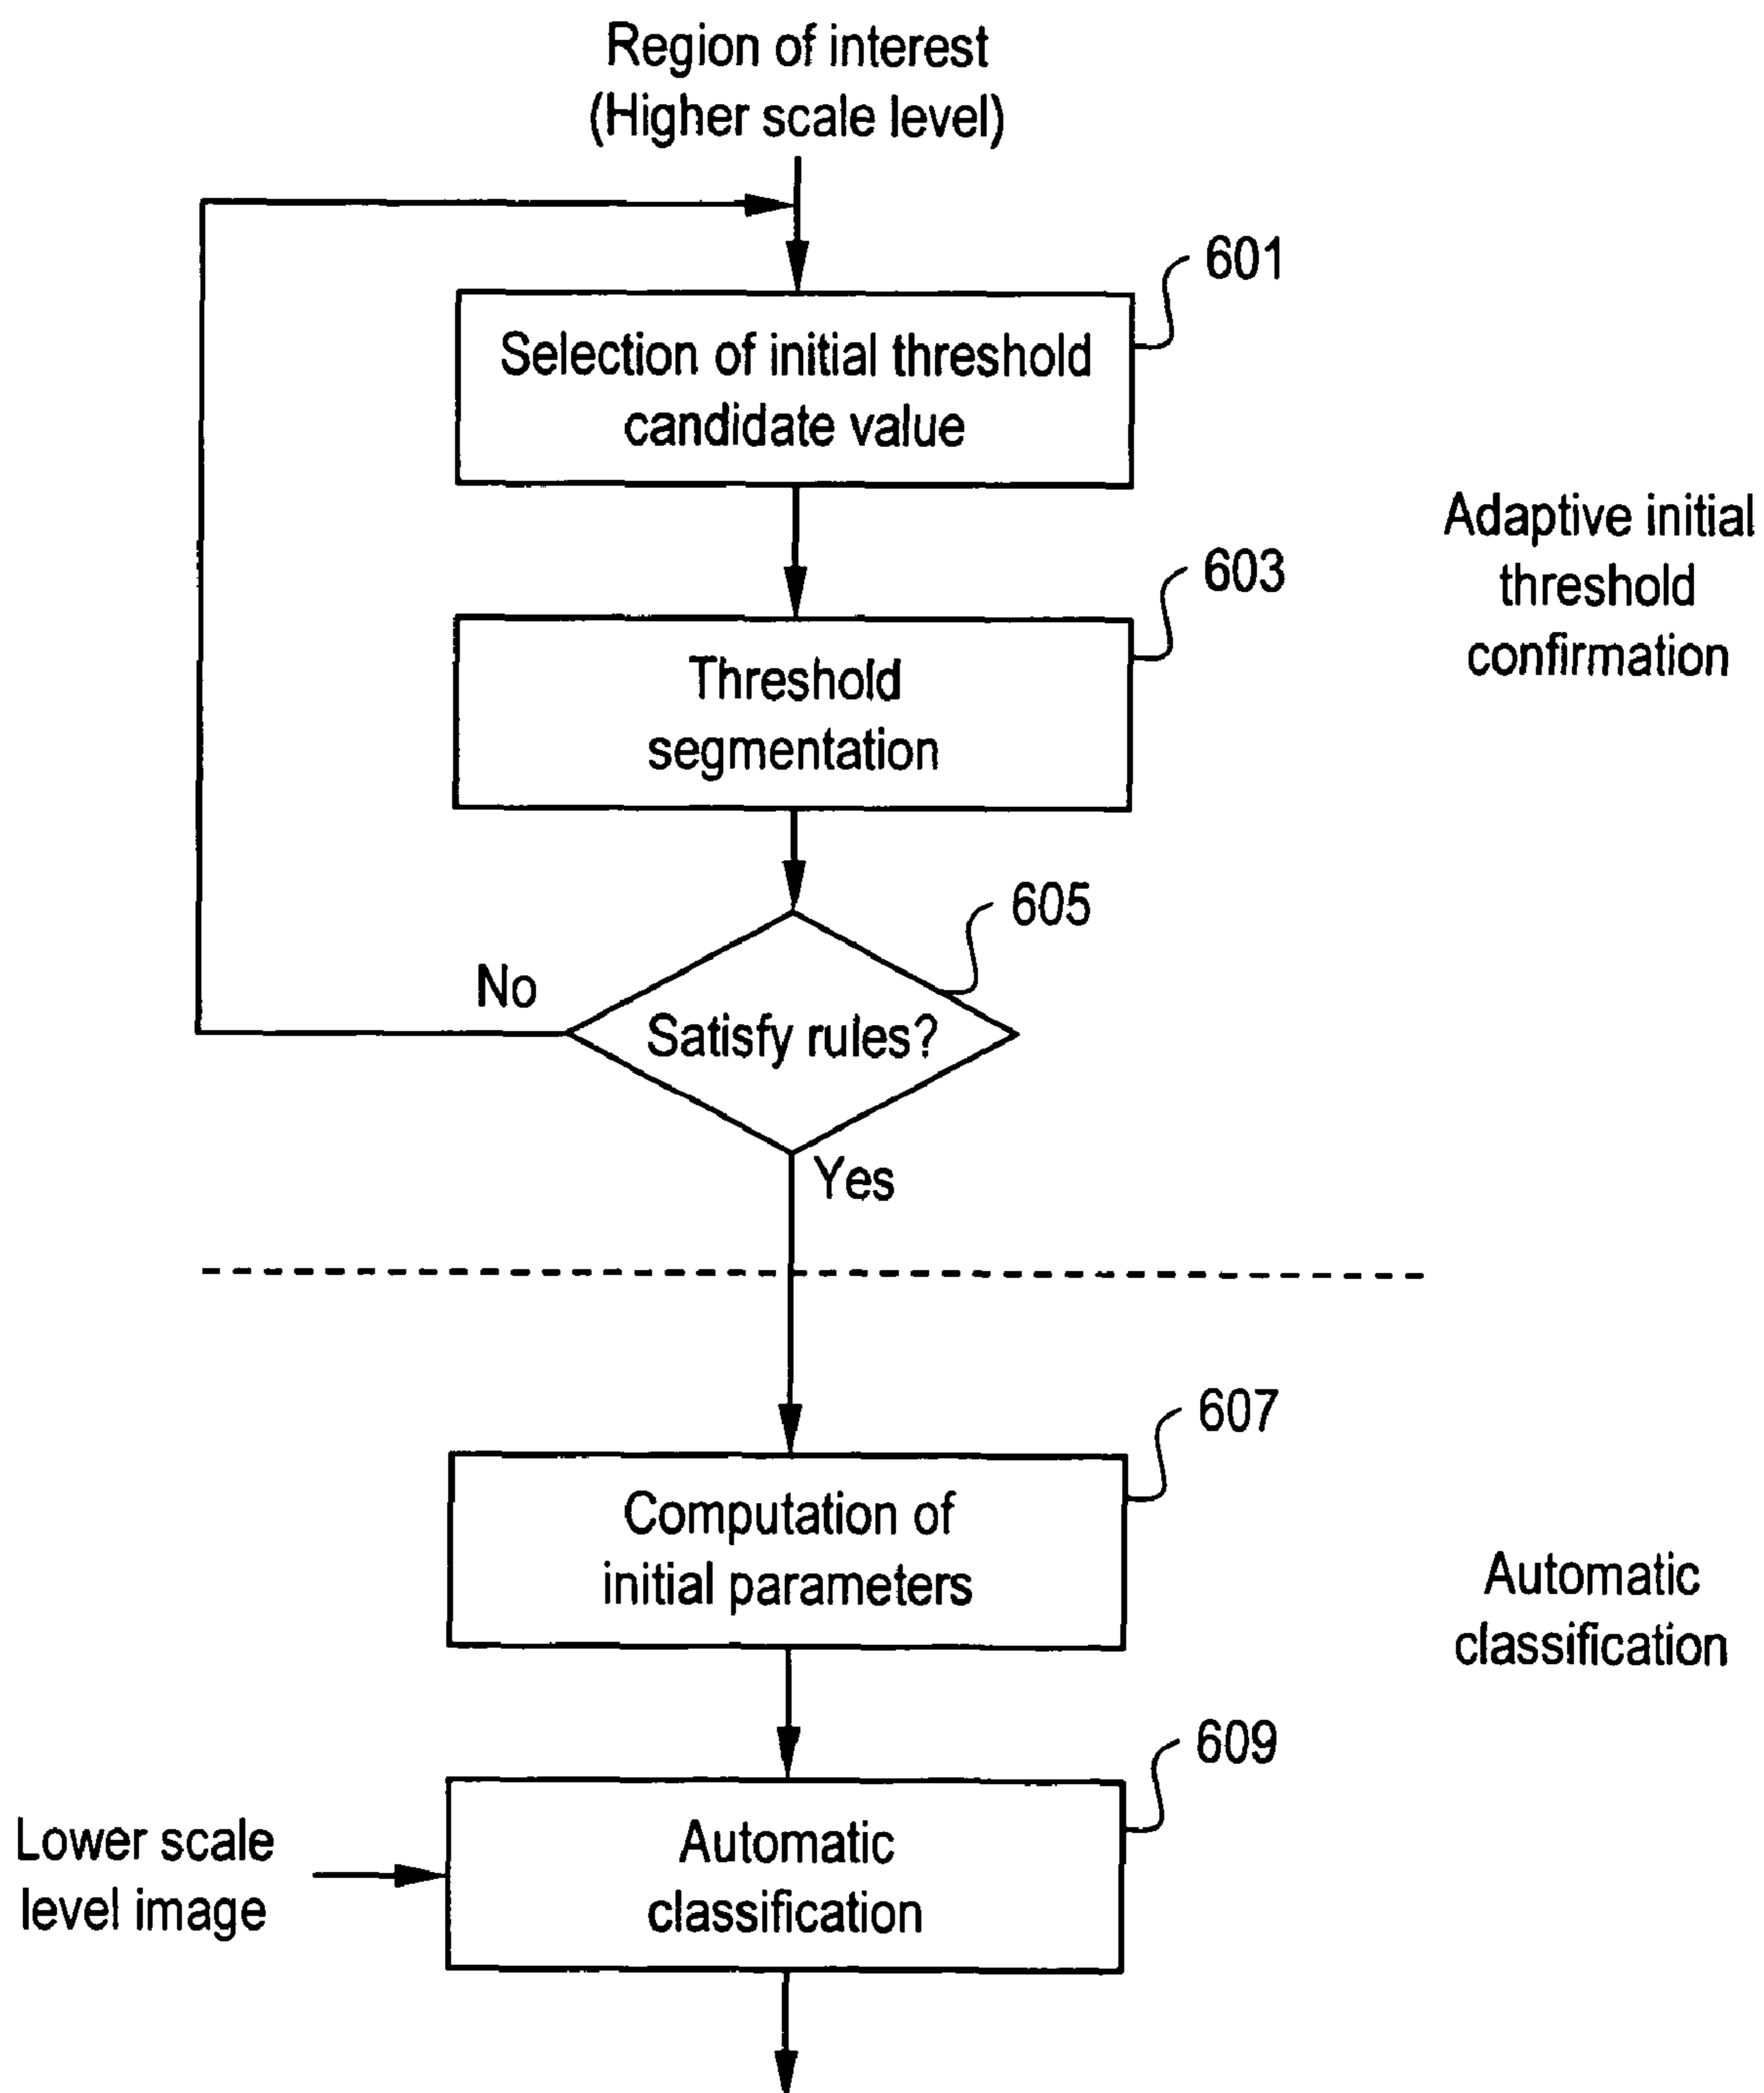 Region of interest
(Higher scale level)
601
Selection of initial threshold
candidate value
Adaptive initial
threshold
confirmation
603
Threshold
segmentation
605
No
Satisfy rules?
Yes
607
Computation of
initial parameters
Automatic
classification
609
Lower scale
level image
Automatic
classification